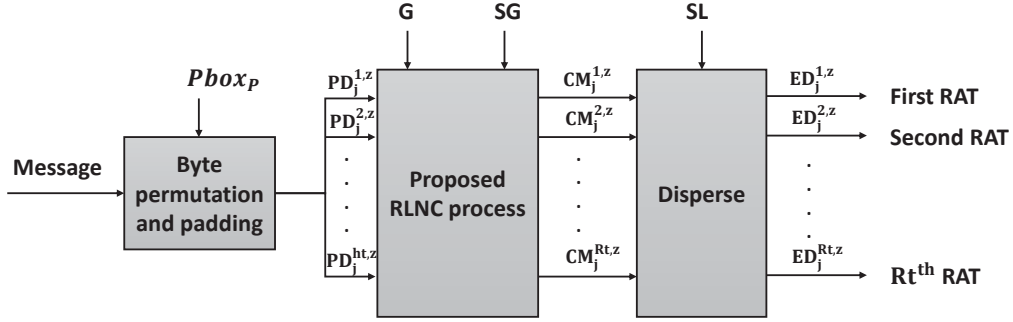 G SG SL
Pbox_P
Message
Byte permutation and padding
PD_j^{1,z}
PD_j^{2,z}
.
.
.
.
PD_j^{ht,z}
Proposed RLNC process
CM_j^{1,z}
CM_j^{2,z}
.
.
.
.
CM_j^{Rt,z}
Disperse
ED_j^{1,z}
ED_j^{2,z}
.
.
.
.
ED_j^{Rt,z}
First RAT
Second RAT
Rt^{th} RAT